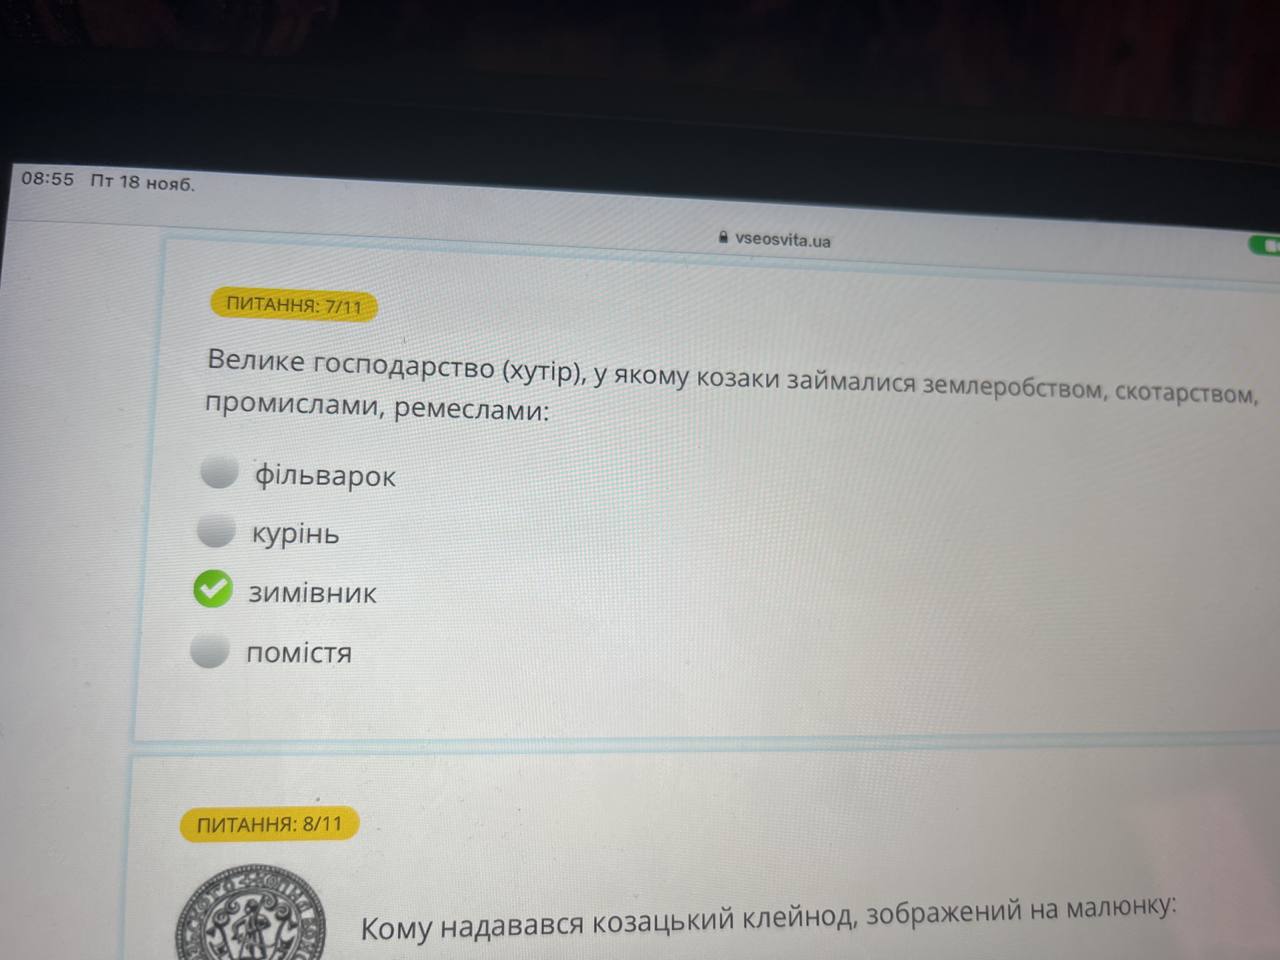 08:55 Пт 18 нояб.
vseosvita.ua
ПИТАННЯ: 7/11
Велике господарство (хутір), у якому козаки займалися землеробством, скотарством,
промислами, ремеслами:
фільварок
курінь
зимівник
помістя
ПИТАННЯ: 8/11
Кому надавався козацький клейнод, зображений на малюнку: